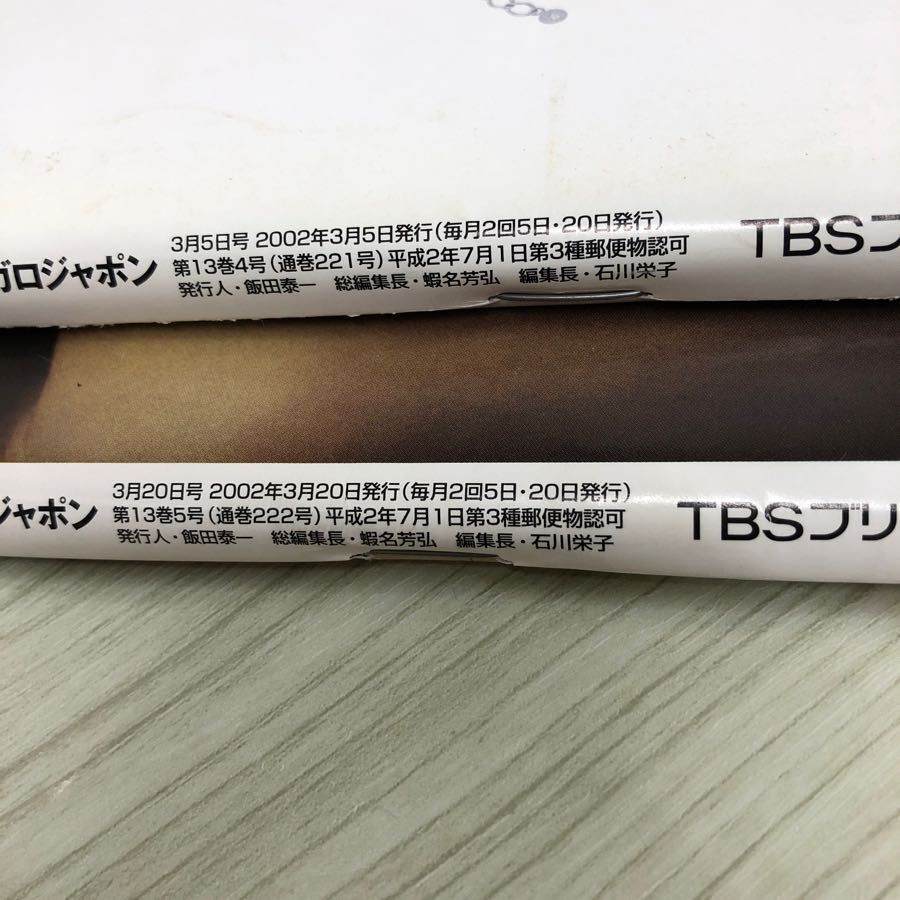 ガロジャポン
3月5日号 2002年3月5日発行(毎月2回5日・20日発行)
第13巻4号(通巻221号)平成2年7月1日第3種郵便物認可
発行人・飯田泰一 総編集長・蝦名芳弘 編集長・石川栄子
TBSブ
ジャポン
3月20日号 2002年3月20日発行(毎月2回5日・20日発行)
第13巻5号(通巻222号)平成2年7月1日第3種郵便物認可
発行人・飯田泰一 総編集長・蝦名芳弘 編集長・石川栄子
TBSブリ